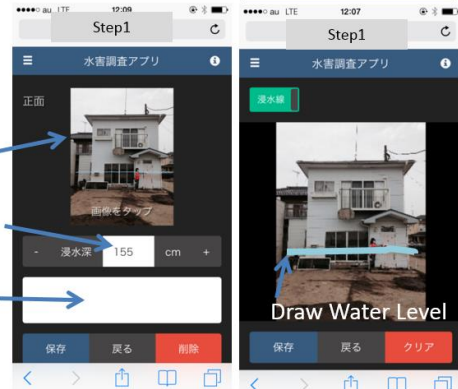 au LTE 12:09
Step1
水害調査アプリ
正面
画像をタップ
- 浸水深 155 cm +
保存 戻る 削除
au LTE 12:07
Step1
水害調査アプリ
浸水線
Draw Water Level
保存 戻る クリア